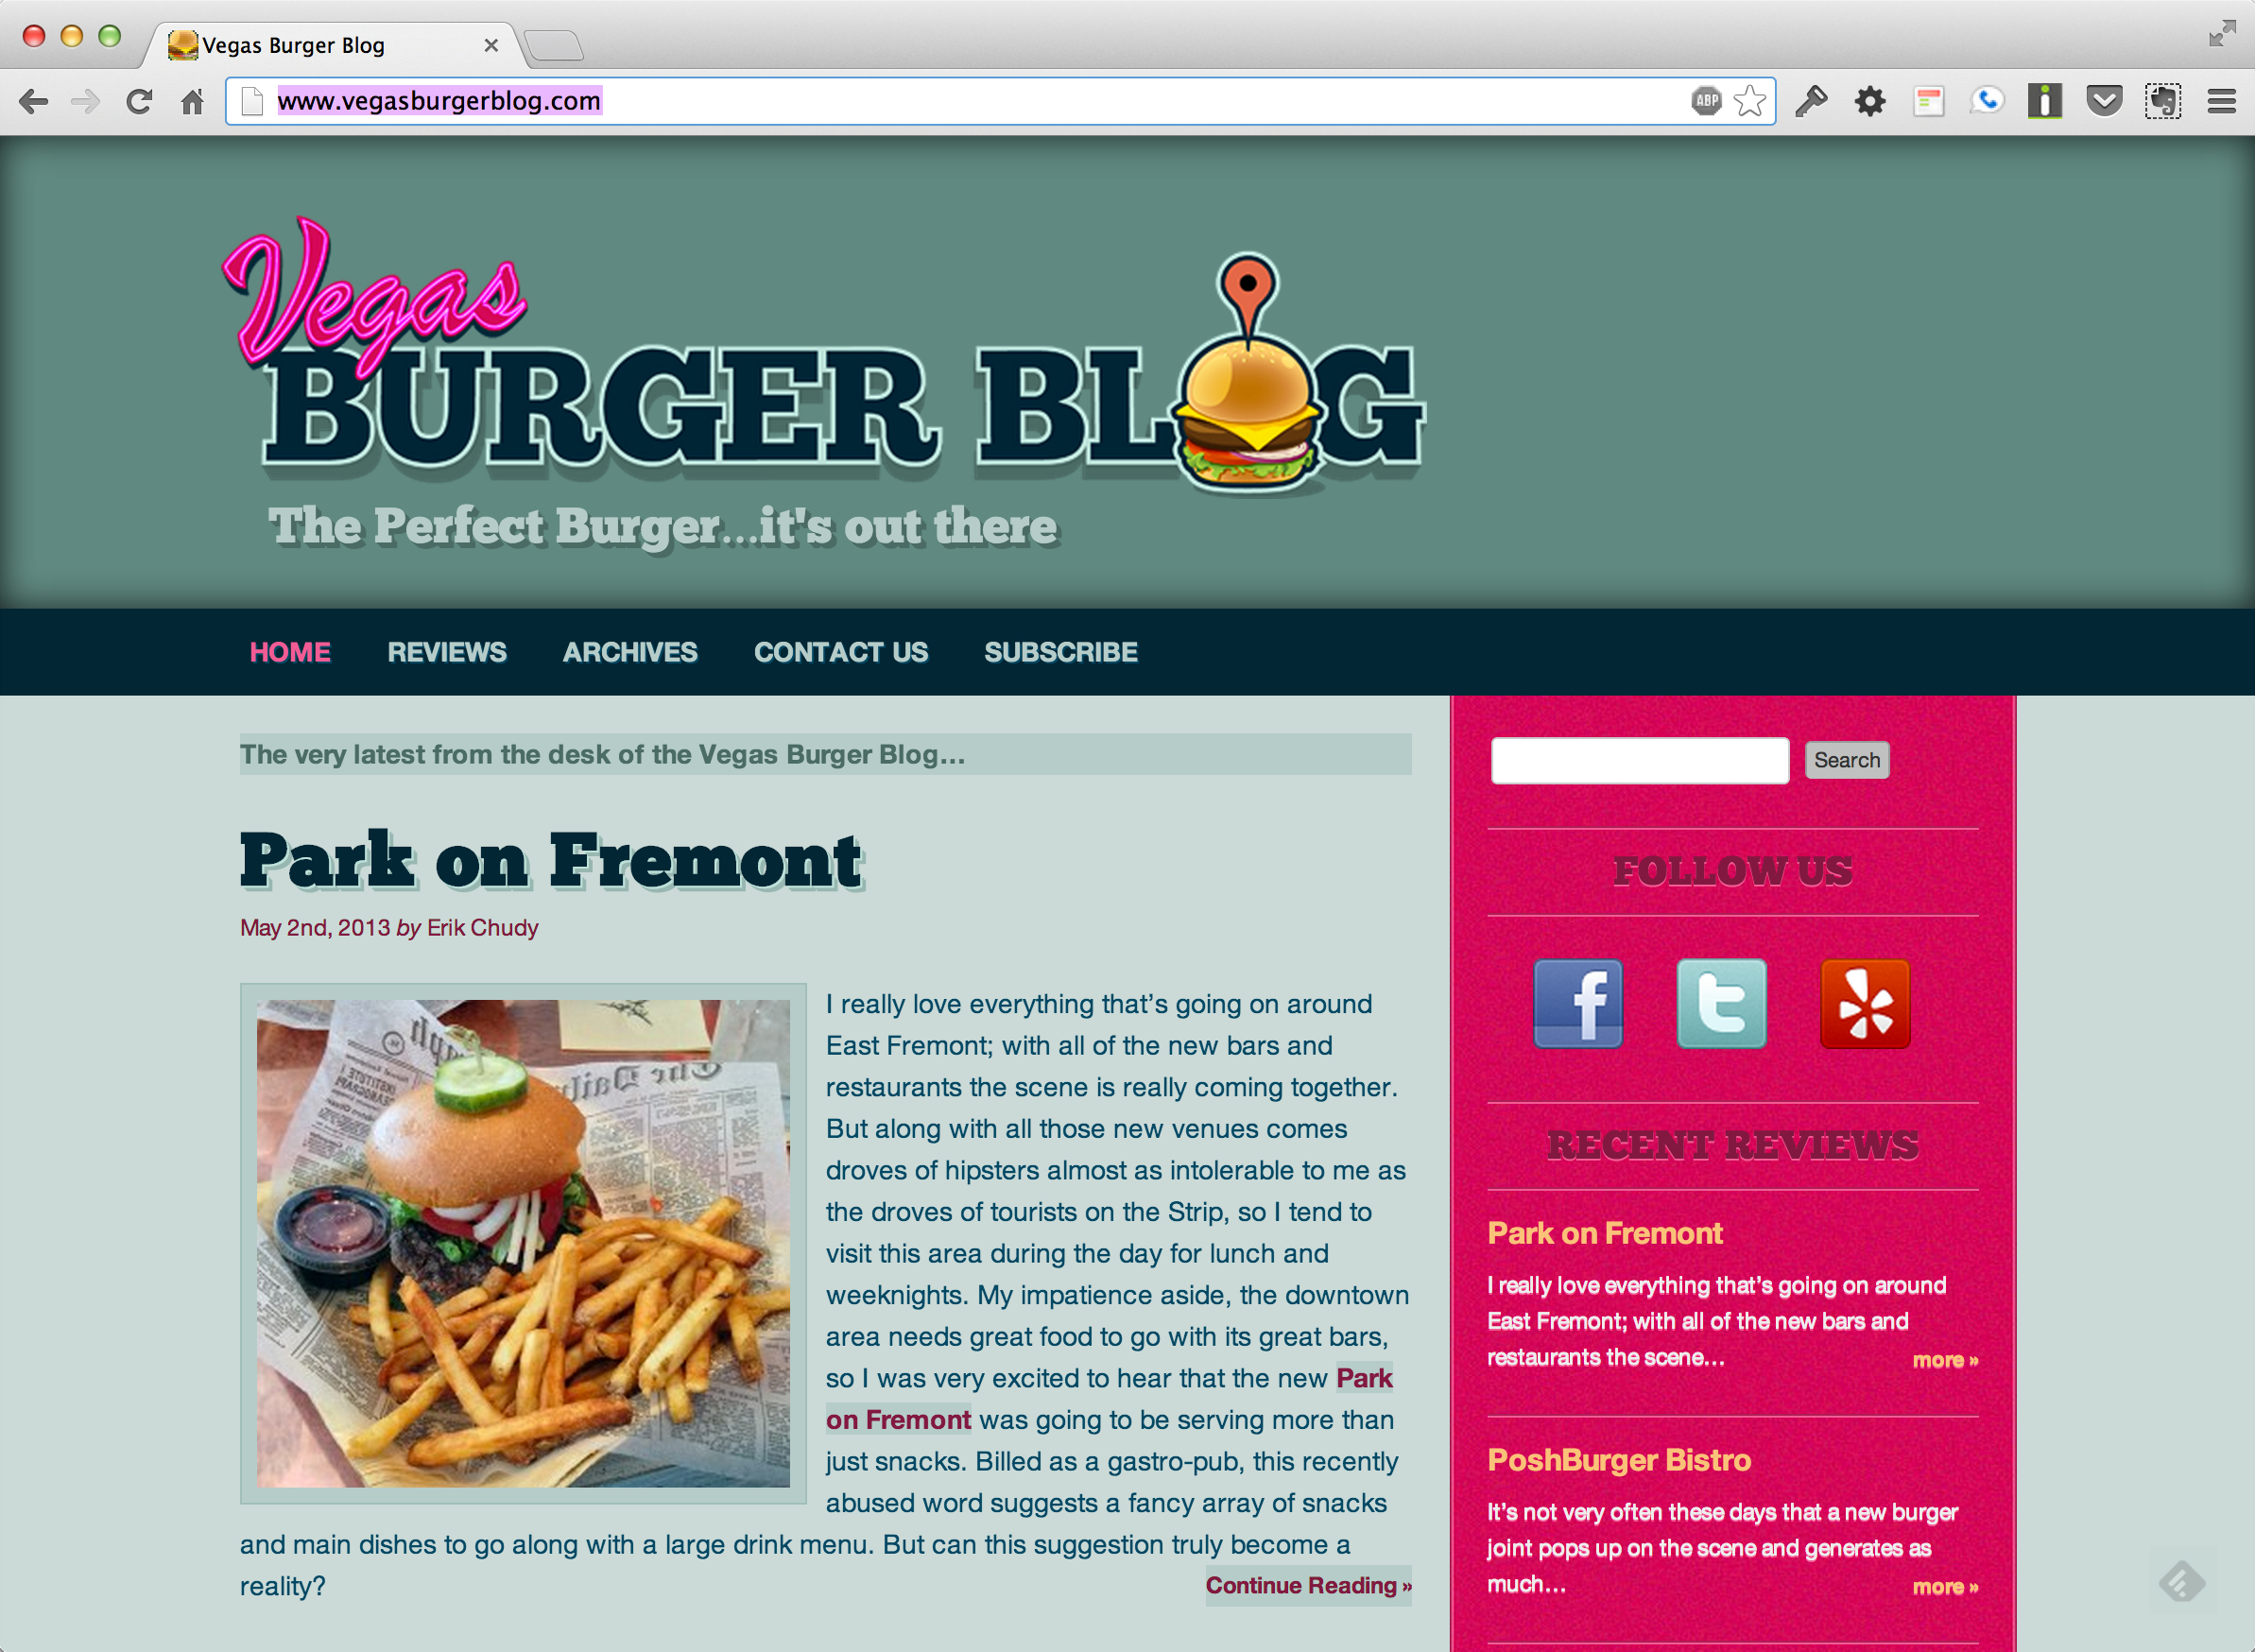 Vegas Burger Blog
www.vegasburgerblog.com
ABP
Vegas
BURGER BLOG
The Perfect Burger...it's out there
HOME REVIEWS ARCHIVES CONTACT US SUBSCRIBE
The very latest from the desk of the Vegas Burger Blog…
Park on Fremont
May 2nd, 2013 by Erik Chudy
I really love everything that’s going on around
East Fremont; with all of the new bars and
restaurants the scene is really coming together.
But along with all those new venues comes
droves of hipsters almost as intolerable to me as
the droves of tourists on the Strip, so I tend to
visit this area during the day for lunch and
weeknights. My impatience aside, the downtown
area needs great food to go with its great bars,
so I was very excited to hear that the new Park
on Fremont was going to be serving more than
just snacks. Billed as a gastro-pub, this recently
abused word suggests a fancy array of snacks
and main dishes to go along with a large drink menu. But can this suggestion truly become a
reality?
Continue Reading »
Search
FOLLOW US
RECENT REVIEWS
Park on Fremont
I really love everything that’s going on around
East Fremont; with all of the new bars and
restaurants the scene…
more »
PoshBurger Bistro
It’s not very often these days that a new burger
joint pops up on the scene and generates as
much…
more »